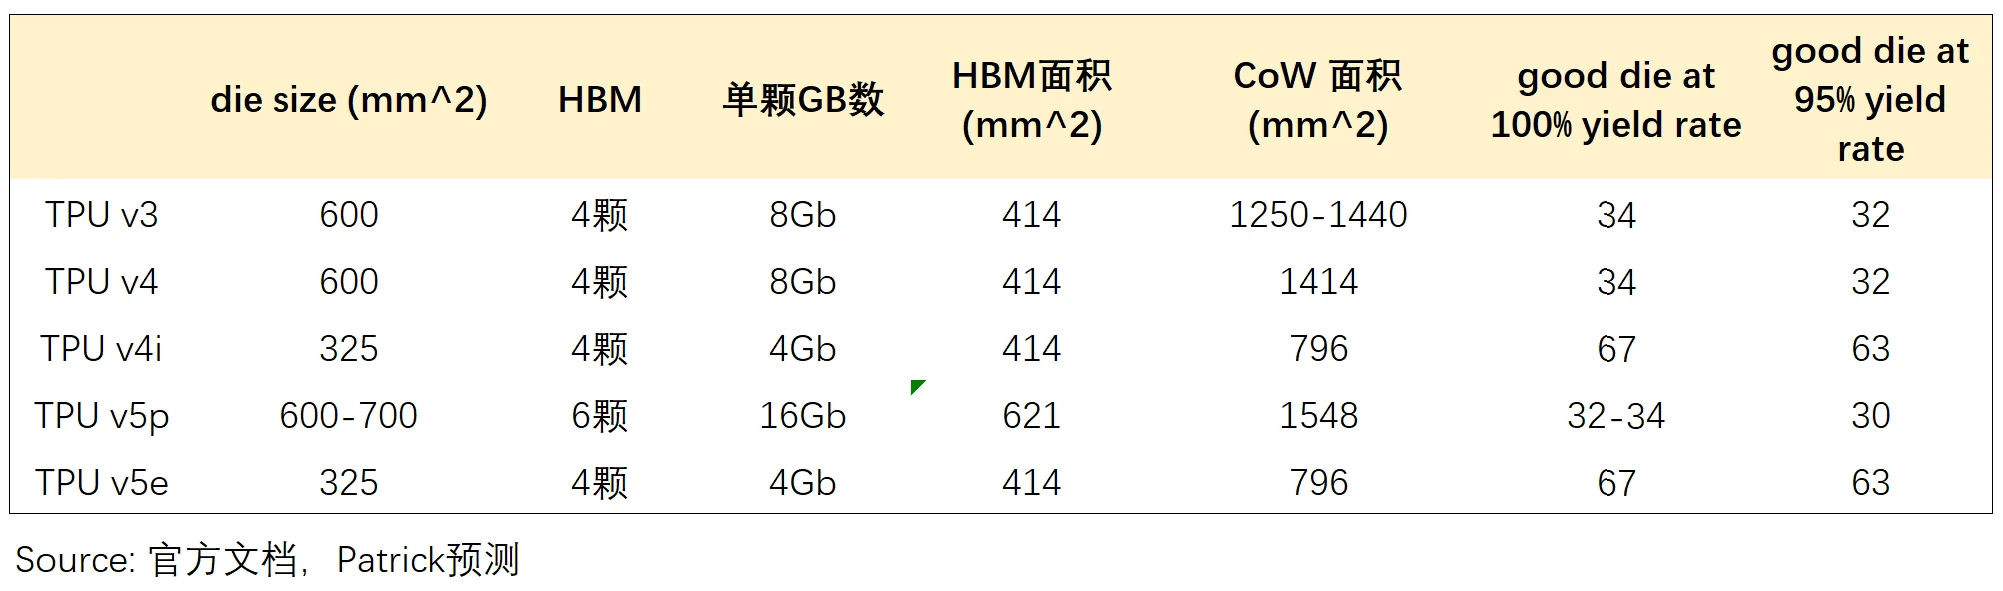 die size (mm^2) HBM 单颗GB数 HBM面积 (mm^2) CoW 面积 (mm^2) good die at 100% yield rate good die at 95% yield rate
TPU v3 600 4颗 8Gb 414 1250-1440 34 32
TPU v4 600 4颗 8Gb 414 1414 34 32
TPU v4i 325 4颗 4Gb 414 796 67 63
TPU v5p 600-700 6颗 16Gb 621 1548 32-34 30
TPU v5e 325 4颗 4Gb 414 796 67 63
Source: 官方文档，Patrick预测